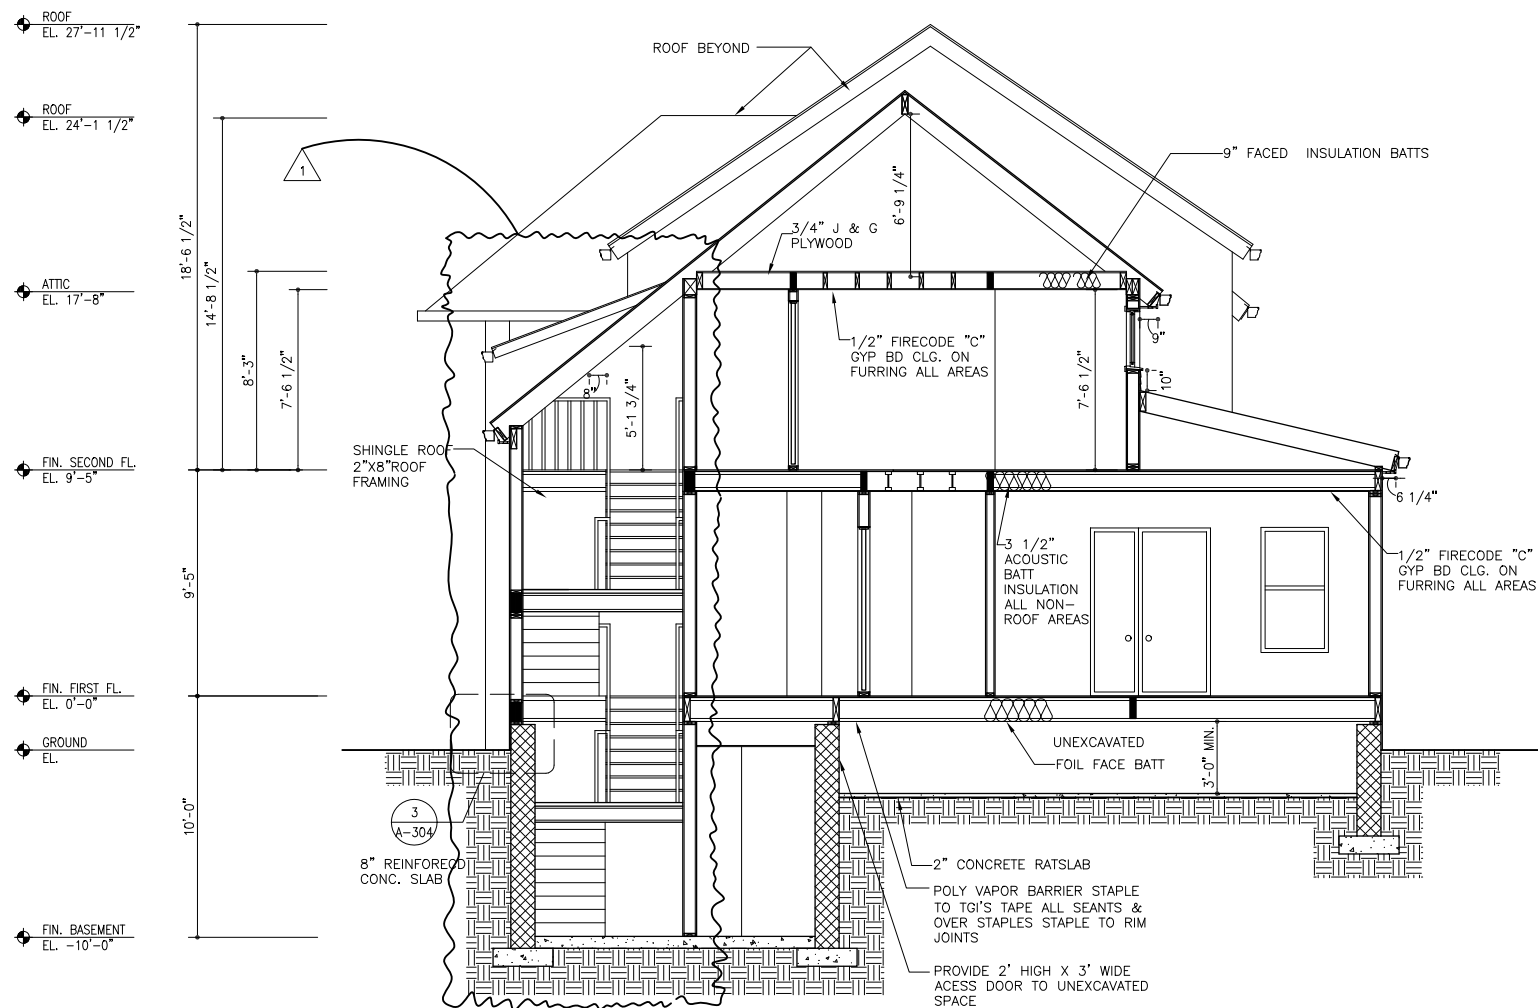 ROOF
EL. 27'-11 1/2"
ROOF
EL. 24'-1 1/2"
ATTIC
EL. 17'-8"
FIN. SECOND FL.
EL. 9'-5"
FIN. FIRST FL.
EL. 0'-0"
GROUND
EL.
FIN. BASEMENT
EL. -10'-0"
18'-6 1/2"
14'-8 1/2"
8'-3"
7'-6 1/2"
9'-5"
10'-0"
1
ROOF BEYOND
9" FACED INSULATION BATTS
6'-9 1/4"
3/4" J & G
PLYWOOD
1/2" FIRECODE "C"
GYP BD CLG. ON
FURRING ALL AREAS
7'-6 1/2"
9"
10"
8"
5'-1 3/4"
SHINGLE ROOF
2"X8"ROOF
FRAMING
6 1/4"
3 1/2"
ACOUSTIC
BATT
INSULATION
ALL NON-
ROOF AREAS
1/2" FIRECODE "C"
GYP BD CLG. ON
FURRING ALL AREAS
UNEXCAVATED
FOIL FACE BATT
3'-0" MIN.
3
A-304
8" REINFORECD
CONC. SLAB
2" CONCRETE RATSLAB
POLY VAPOR BARRIER STAPLE
TO TGI'S TAPE ALL SEANTS &
OVER STAPLES STAPLE TO RIM
JOINTS
PROVIDE 2' HIGH X 3' WIDE
ACESS DOOR TO UNEXCAVATED
SPACE